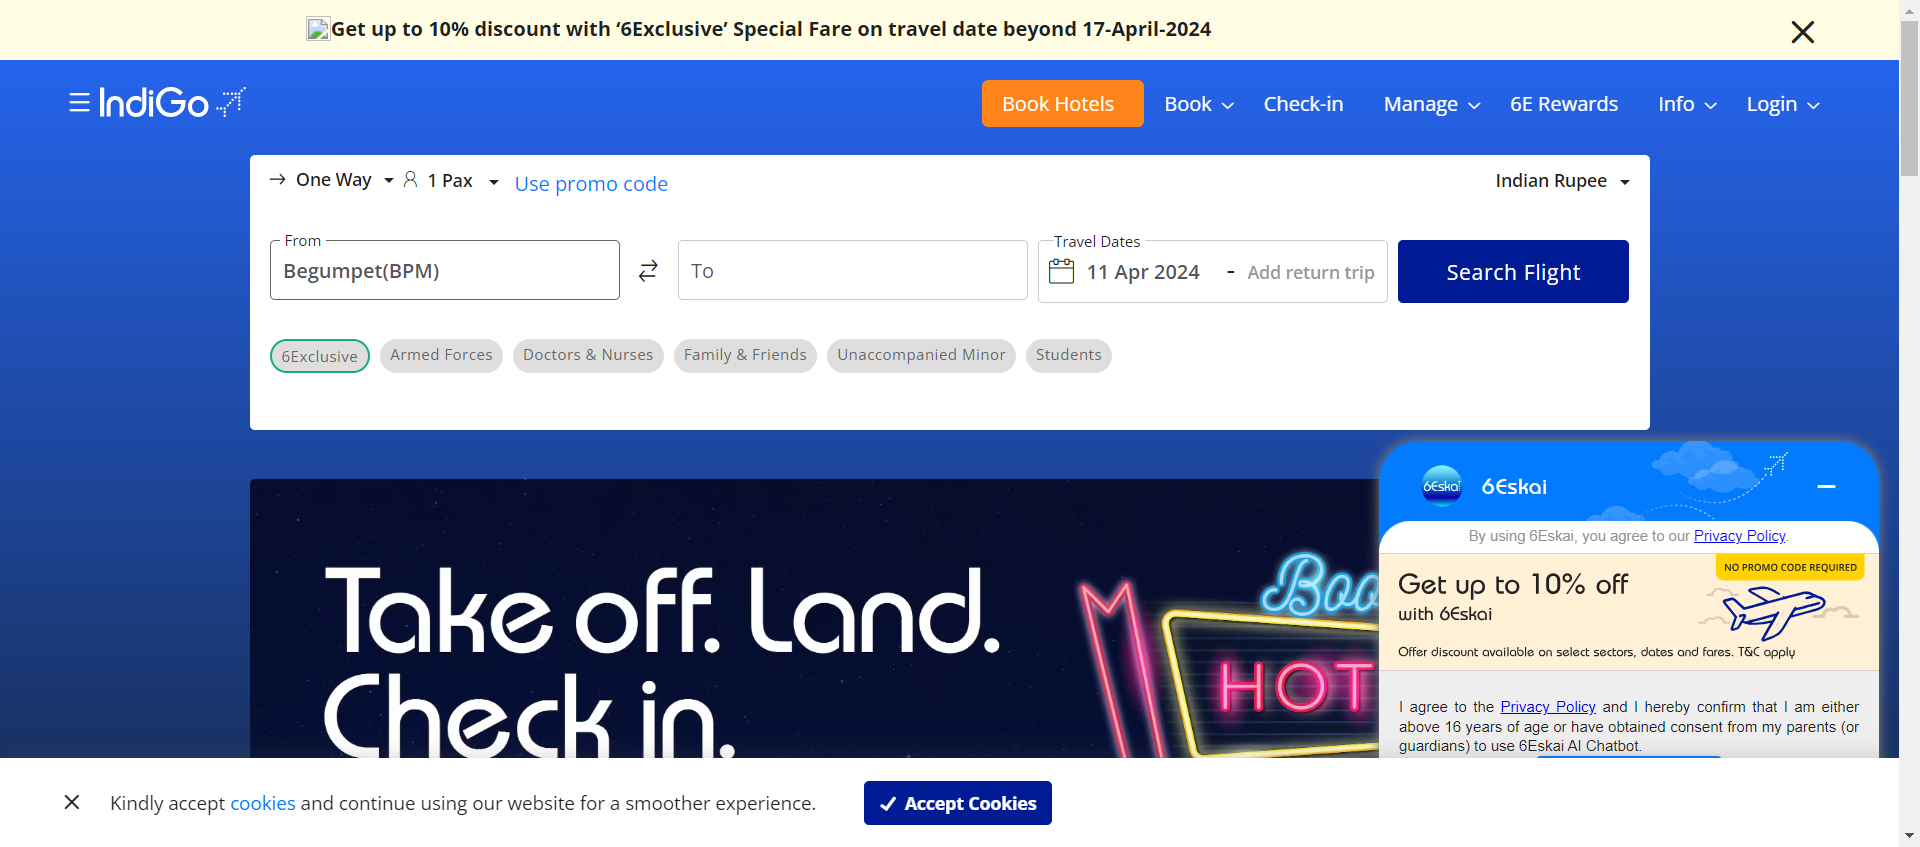 Get up to 10% discount with ‘6Exclusive’ Special Fare on travel date beyond 17-April-2024
IndiGo
Book Hotels
Book
Check-in
Manage
6E Rewards
Info
Login
One Way
1 Pax
Use promo code
Indian Rupee
From
Begumpet(BPM)
To
Travel Dates
11 Apr 2024
- Add return trip
Search Flight
6Exclusive
Armed Forces
Doctors & Nurses
Family & Friends
Unaccompanied Minor
Students
Take off. Land.
Check in.
Boo
HOT
6Eskai
6Eskai
By using 6Eskai, you agree to our Privacy Policy.
NO PROMO CODE REQUIRED
Get up to 10% off
with 6Eskai
Offer discount available on select sectors, dates and fares. T&C apply
I agree to the Privacy Policy and I hereby confirm that I am either
above 16 years of age or have obtained consent from my parents (or
guardians) to use 6Eskai AI Chatbot.
Kindly accept cookies and continue using our website for a smoother experience.
Accept Cookies